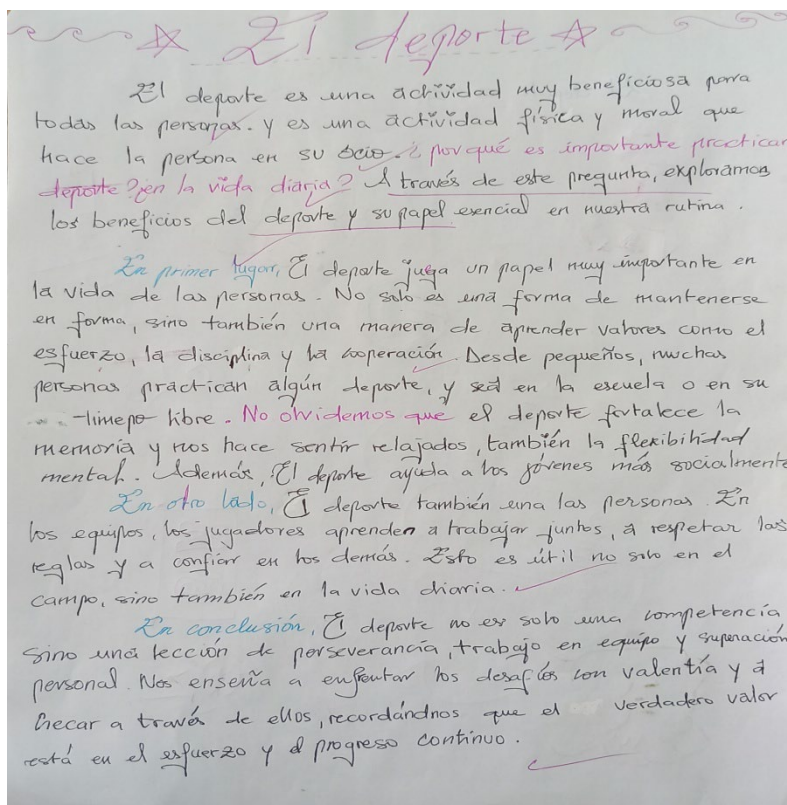 El deporte
El deporte es una actividad muy beneficiosa para
todas las personas. y es una actividad física y moral que
hace la persona en su ócio. ¿porqué es importante practicar
deporte? ¿en la vida diaria? A través de este pregunta, exploramos
los beneficios del deporte y su papel esencial en nuestra rutina.
En primer lugar, El deporte juega un papel muy importante en
la vida de las personas. No solo es una forma de mantenerse
en forma, sino también una manera de aprender valores como el
esfuerzo, la disciplina y la cooperación. Desde pequeños, muchas
personas practican algún deporte, y sea en la escuela o en su
-timepo libre. No olvidemos que el deporte fortalece la
memoria y nos hace sentir relajados, también la flexibilidad
mental. Además, El deporte ayuda a los jóvenes más socialmente
En otro lado, El deporte también una las personas. En
los equipos, los jugadores aprenden a trabajar juntos, a respetar las
reglas y a confiar en los demás. Esto es útil no solo en el
campo, sino también en la vida diaria.
En conclusión, El deporte no es solo una competencia
sino una lección de perseverancia, trabajo en equipo y superación
personal. Nos enseña a enfrentar los desafíos con valentía y a
crecar a través de ellos, recordándnos que el verdadero valor
está en el esfuerzo y el progreso continuo.